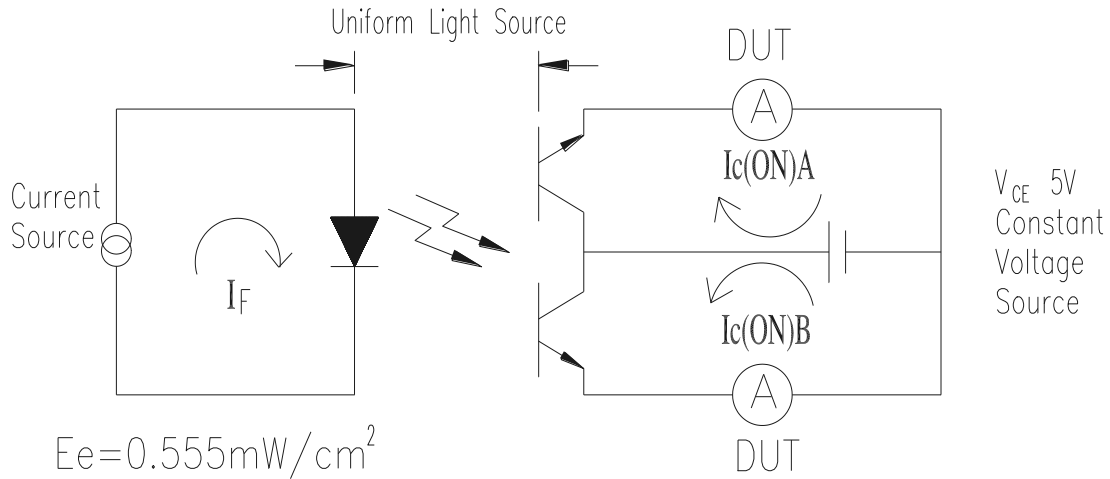 Uniform Light Source
DUT
A
Ic(ON)A
Current
Source
IF
VCE 5V
Constant
Voltage
Source
Ic(ON)B
A
DUT
Ee=0.555mW/cm²